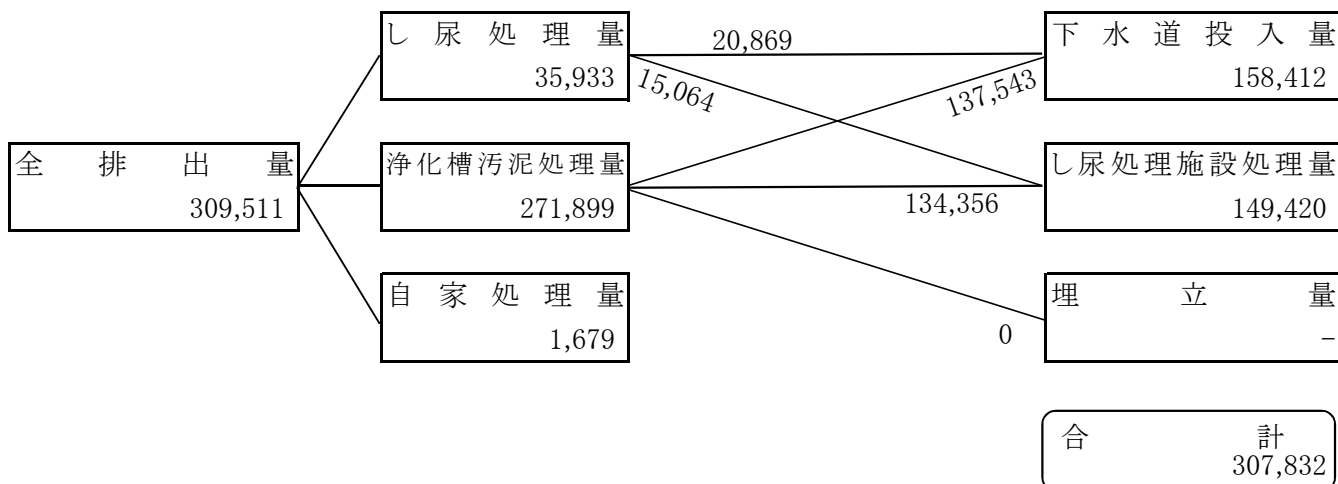 し尿処理量
35,933
20,869
15,064
137,543
下水道投入量
158,412
全排出量
309,511
浄化槽汚泥処理量
271,899
134,356
し尿処理施設処理量
149,420
自家処理量
1,679
0
埋立量
-
合計
307,832